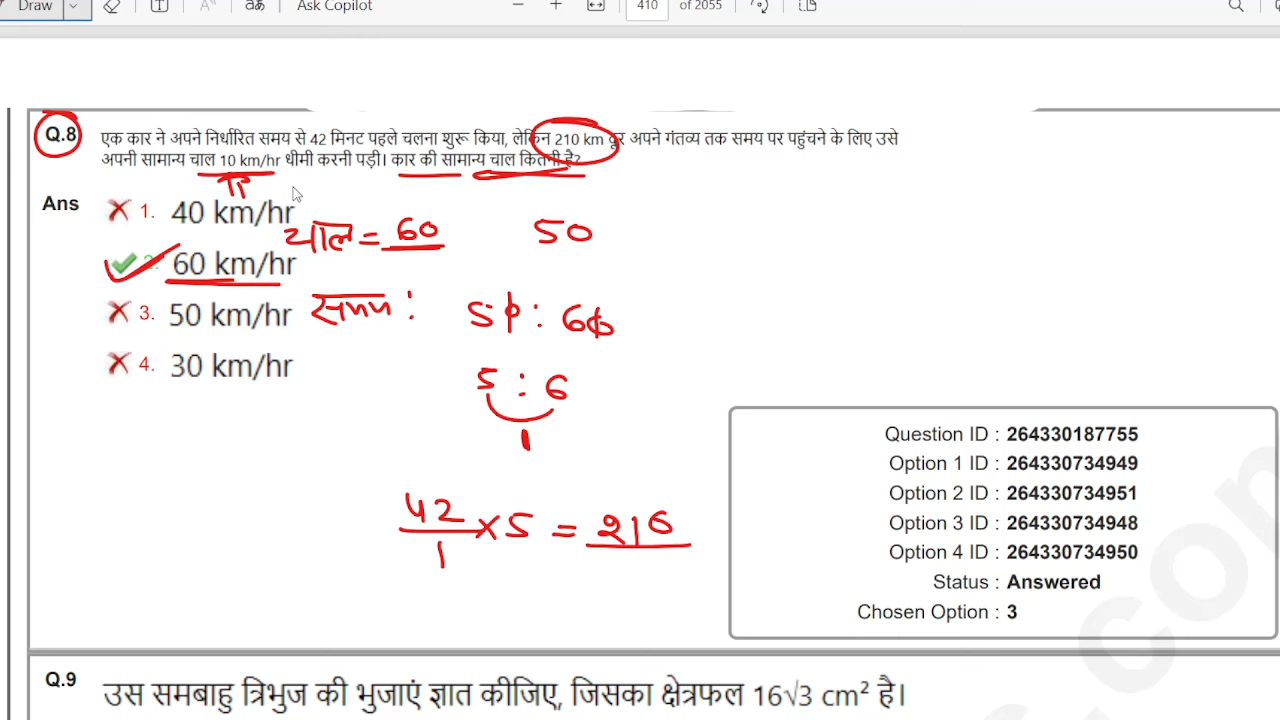 Draw
Ask Copilot
410 of 2055
Q.8 एक कार ने अपने निर्धारित समय से 42 मिनट पहले चलना शुरू किया, लेकिन 210 km दूर अपने गंतव्य तक समय पर पहुंचने के लिए उसे
अपनी सामान्य चाल 10 km/hr धीमी करनी पड़ी। कार की सामान्य चाल कितनी है?
Ans 1. 40 km/hr
2. 60 km/hr
3. 50 km/hr
4. 30 km/hr
चाल = 60 50
समय : 50 : 60
5 : 6
1
42/1 × 5 = 210
Question ID : 264330187755
Option 1 ID : 264330734949
Option 2 ID : 264330734951
Option 3 ID : 264330734948
Option 4 ID : 264330734950
Status : Answered
Chosen Option : 3
Q.9 उस समबाहु त्रिभुज की भुजाएं ज्ञात कीजिए, जिसका क्षेत्रफल 16√3 cm² है।